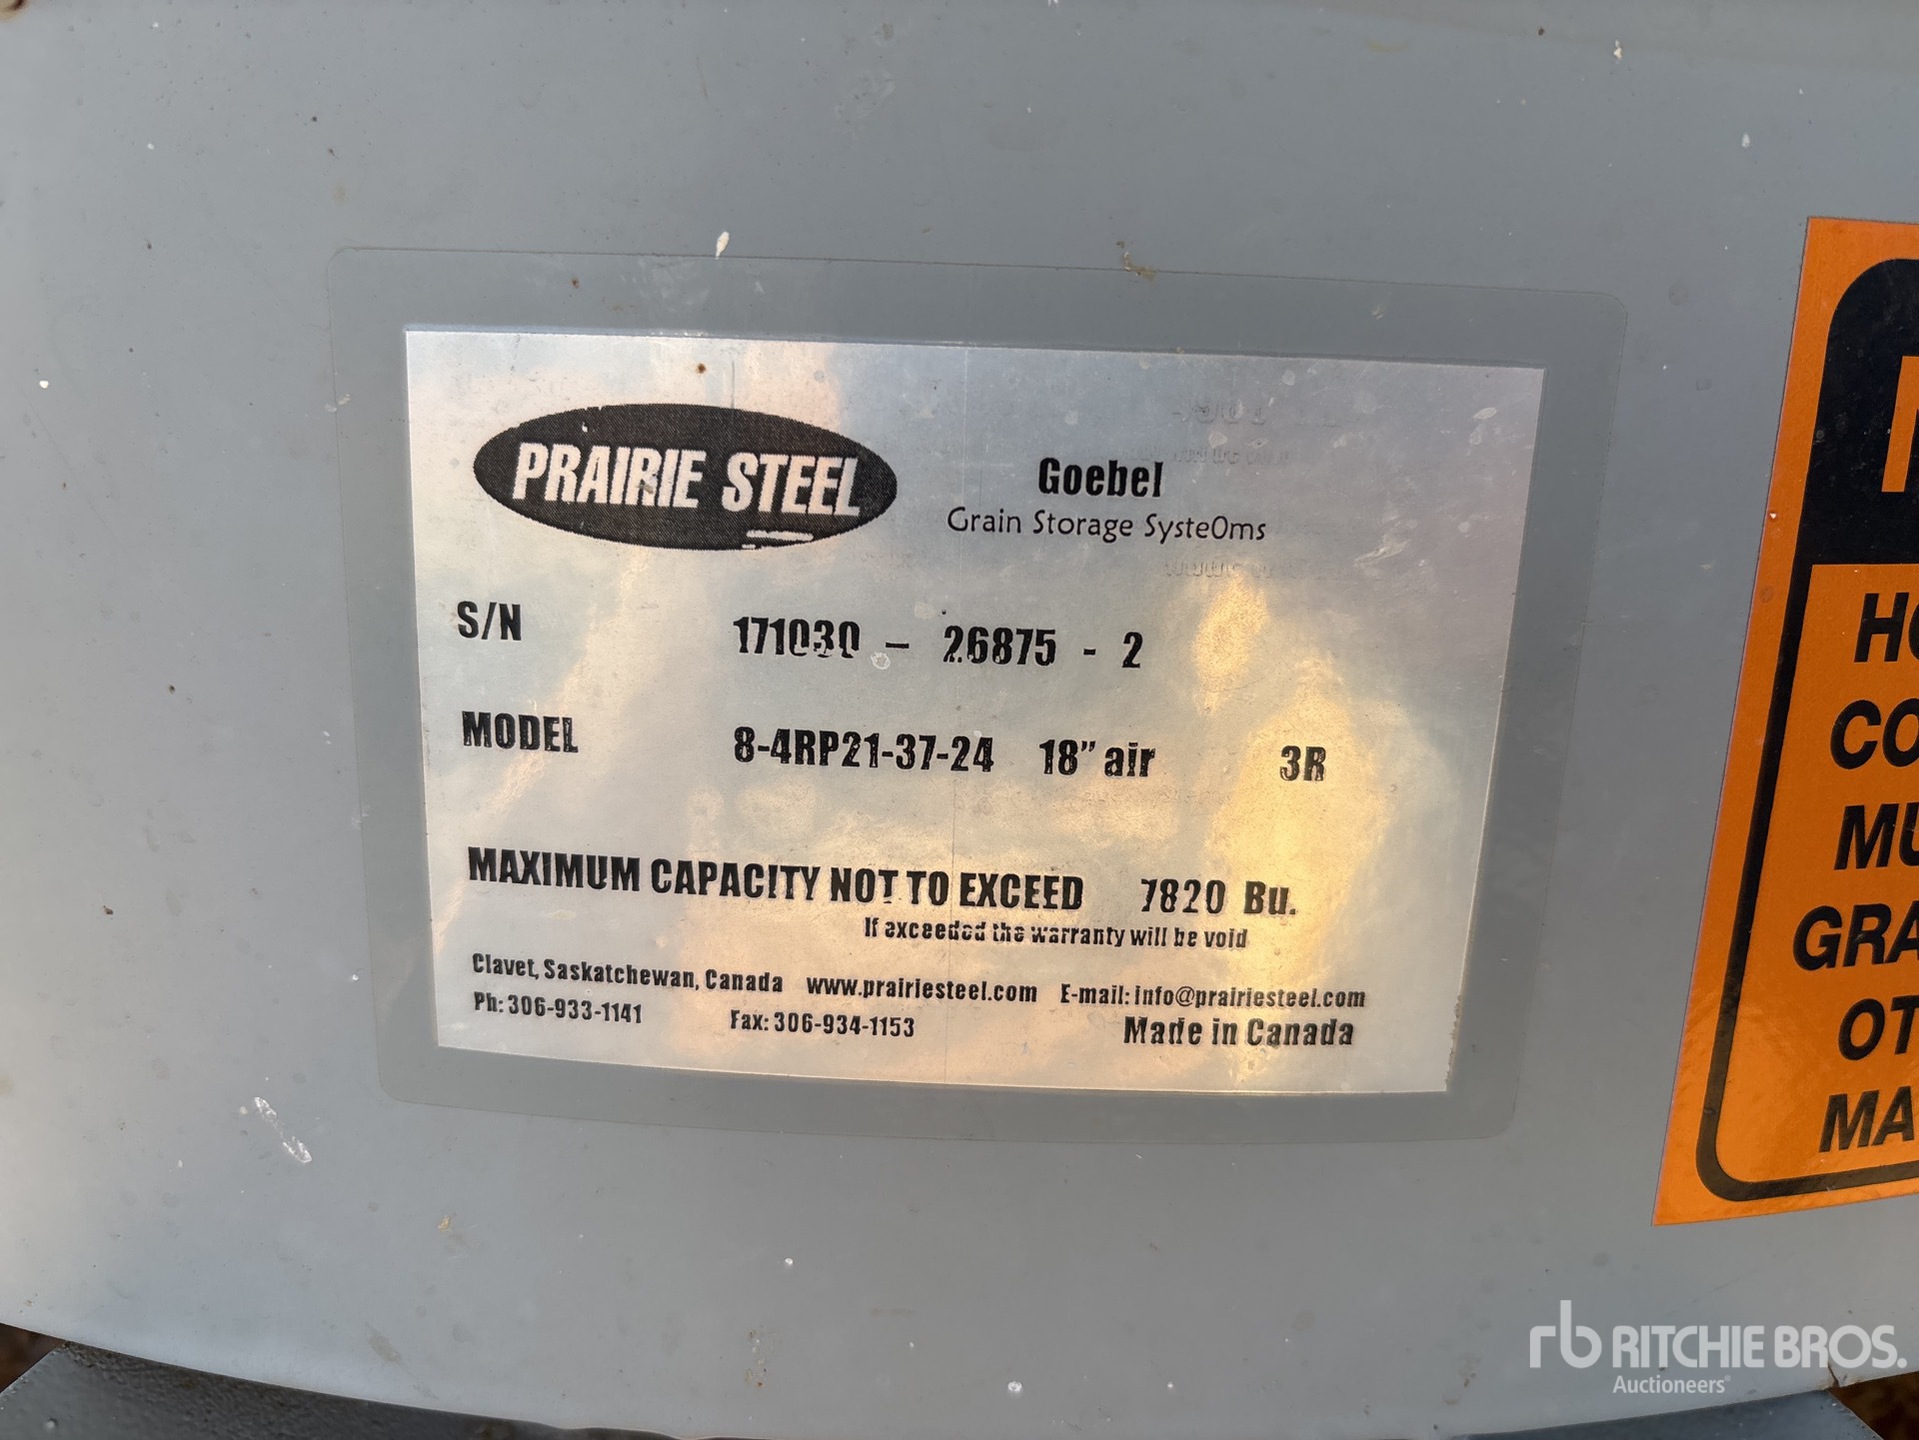 PRAIRIE STEEL
Goebel
Grain Storage SysteOms
S/N 171030 - 26875 - 2
MODEL 8-4RP21-37-24 18" air 3R
MAXIMUM CAPACITY NOT TO EXCEED 7820 Bu.
If exceeded the warranty will be void
Clavet, Saskatchewan, Canada www.prairiesteel.com E-mail: info@prairiesteel.com
Ph: 306-933-1141 Fax: 306-934-1153 Made in Canada
rb RITCHIE BROS.
Auctioneers